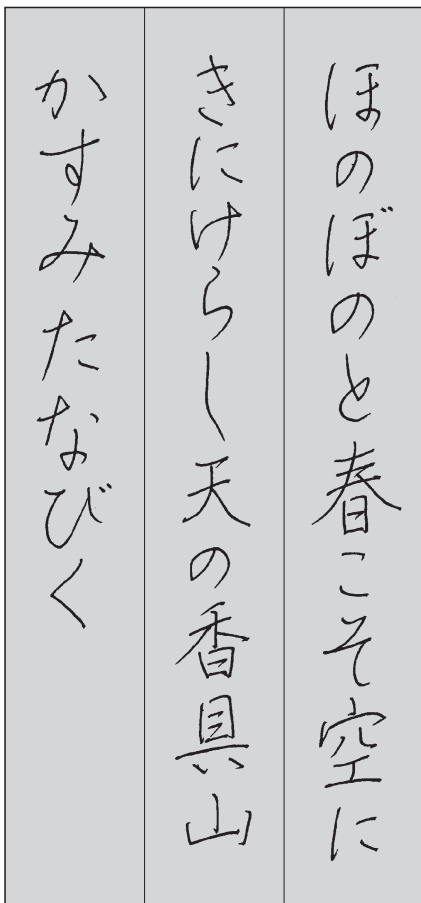 ほのぼのと春こそ空に
きにけらし天の香具山
かすみたなびく